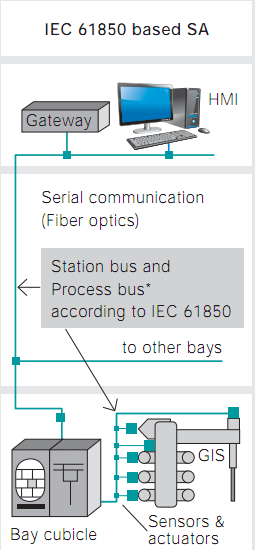 IEC 61850 based SA
HMI
Gateway
Serial communication
(Fiber optics)
Station bus and
Process bus*
according to IEC 61850
to other bays
GIS
Bay cubicle
Sensors &
actuators